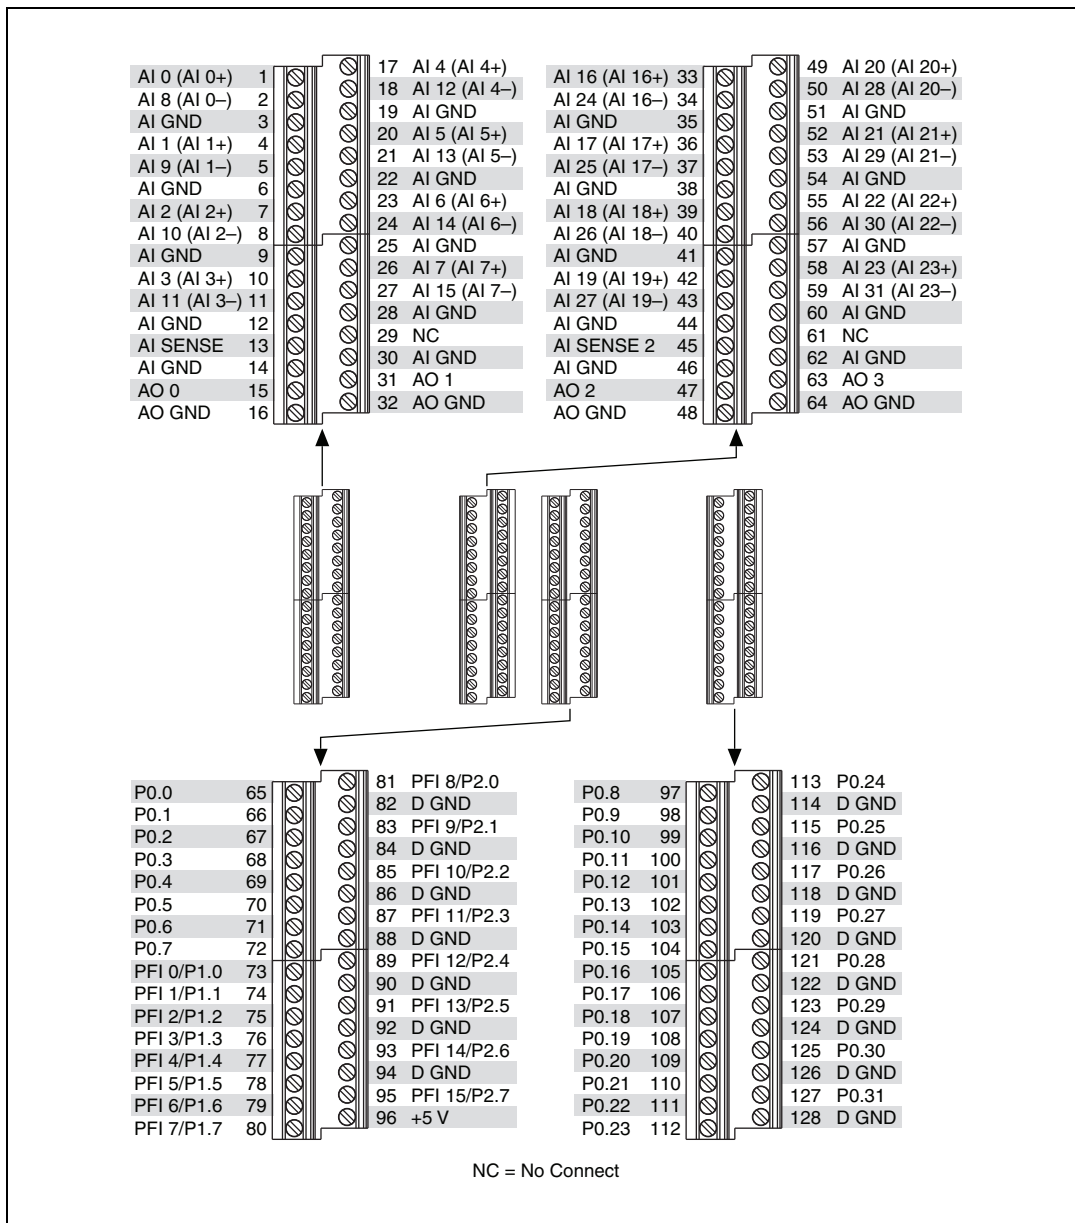 AI 0 (AI 0+) 1
AI 8 (AI 0–) 2
AI GND 3
AI 1 (AI 1+) 4
AI 9 (AI 1–) 5
AI GND 6
AI 2 (AI 2+) 7
AI 10 (AI 2–) 8
AI GND 9
AI 3 (AI 3+) 10
AI 11 (AI 3–) 11
AI GND 12
AI SENSE 13
AI GND 14
AO 0 15
AO GND 16
17 AI 4 (AI 4+)
18 AI 12 (AI 4–)
19 AI GND
20 AI 5 (AI 5+)
21 AI 13 (AI 5–)
22 AI GND
23 AI 6 (AI 6+)
24 AI 14 (AI 6–)
25 AI GND
26 AI 7 (AI 7+)
27 AI 15 (AI 7–)
28 AI GND
29 NC
30 AI GND
31 AO 1
32 AO GND
AI 16 (AI 16+) 33
AI 24 (AI 16–) 34
AI GND 35
AI 17 (AI 17+) 36
AI 25 (AI 17–) 37
AI GND 38
AI 18 (AI 18+) 39
AI 26 (AI 18–) 40
AI GND 41
AI 19 (AI 19+) 42
AI 27 (AI 19–) 43
AI GND 44
AI SENSE 2 45
AI GND 46
AO 2 47
AO GND 48
49 AI 20 (AI 20+)
50 AI 28 (AI 20–)
51 AI GND
52 AI 21 (AI 21+)
53 AI 29 (AI 21–)
54 AI GND
55 AI 22 (AI 22+)
56 AI 30 (AI 22–)
57 AI GND
58 AI 23 (AI 23+)
59 AI 31 (AI 23–)
60 AI GND
61 NC
62 AI GND
63 AO 3
64 AO GND
P0.0 65
P0.1 66
P0.2 67
P0.3 68
P0.4 69
P0.5 70
P0.6 71
P0.7 72
PFI 0/P1.0 73
PFI 1/P1.1 74
PFI 2/P1.2 75
PFI 3/P1.3 76
PFI 4/P1.4 77
PFI 5/P1.5 78
PFI 6/P1.6 79
PFI 7/P1.7 80
81 PFI 8/P2.0
82 D GND
83 PFI 9/P2.1
84 D GND
85 PFI 10/P2.2
86 D GND
87 PFI 11/P2.3
88 D GND
89 PFI 12/P2.4
90 D GND
91 PFI 13/P2.5
92 D GND
93 PFI 14/P2.6
94 D GND
95 PFI 15/P2.7
96 +5 V
P0.8 97
P0.9 98
P0.10 99
P0.11 100
P0.12 101
P0.13 102
P0.14 103
P0.15 104
P0.16 105
P0.17 106
P0.18 107
P0.19 108
P0.20 109
P0.21 110
P0.22 111
P0.23 112
113 P0.24
114 D GND
115 P0.25
116 D GND
117 P0.26
118 D GND
119 P0.27
120 D GND
121 P0.28
122 D GND
123 P0.29
124 D GND
125 P0.30
126 D GND
127 P0.31
128 D GND
NC = No Connect